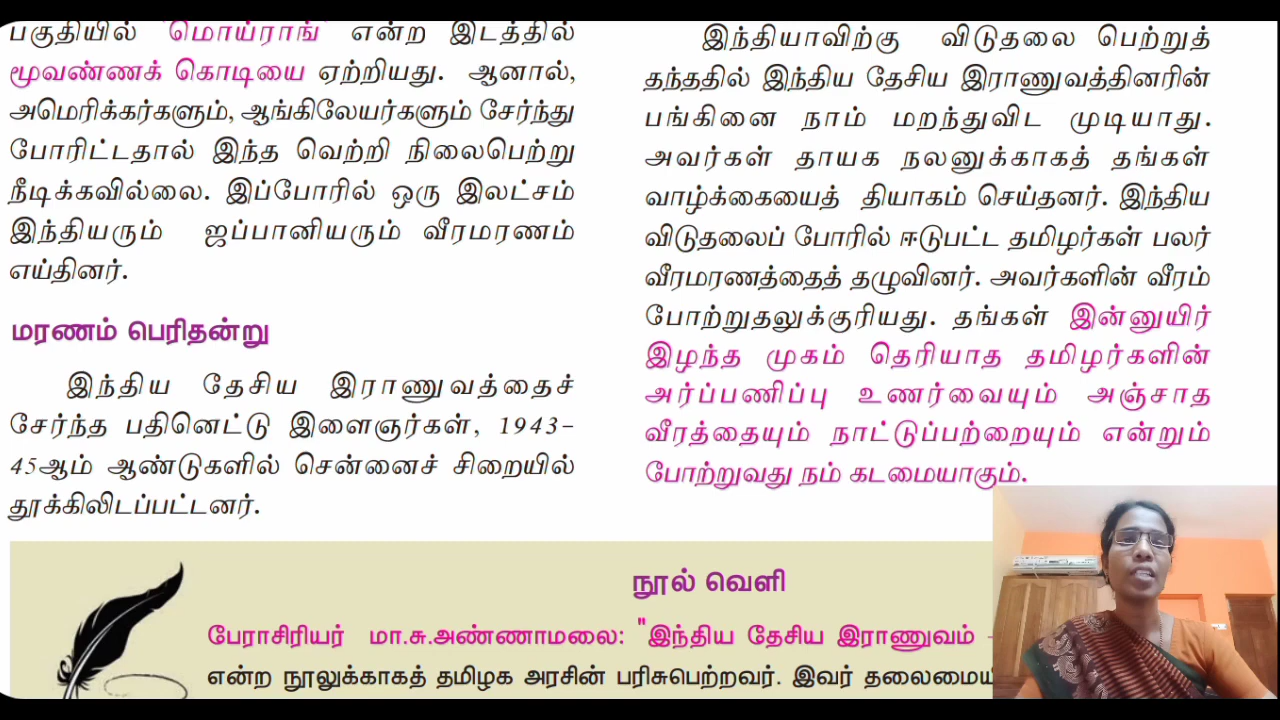 பகுதியில் 'மொய்ராங்' என்ற இடத்தில்
மூவண்ணக் கொடியை ஏற்றியது. ஆனால்,
அமெரிக்கர்களும், ஆங்கிலேயர்களும் சேர்ந்து
போரிட்டதால் இந்த வெற்றி நிலைபெற்று
நீடிக்கவில்லை. இப்போரில் ஒரு இலட்சம்
இந்தியரும் ஜப்பானியரும் வீரமரணம்
எய்தினர்.
மரணம் பெரிதன்று
இந்திய தேசிய இராணுவத்தைச்
சேர்ந்த பதினெட்டு இளைஞர்கள், 1943-
45ஆம் ஆண்டுகளில் சென்னைச் சிறையில்
தூக்கிலிடப்பட்டனர்.
இந்தியாவிற்கு விடுதலை பெற்றுத்
தந்ததில் இந்திய தேசிய இராணுவத்தினரின்
பங்கினை நாம் மறந்துவிட முடியாது.
அவர்கள் தாயக நலனுக்காகத் தங்கள்
வாழ்க்கையைத் தியாகம் செய்தனர். இந்திய
விடுதலைப் போரில் ஈடுபட்ட தமிழர்கள் பலர்
வீரமரணத்தைத் தழுவினர். அவர்களின் வீரம்
போற்றுதலுக்குரியது. தங்கள் இன்னுயிர்
இழந்த முகம் தெரியாத தமிழர்களின்
அர்ப்பணிப்பு உணர்வையும் அஞ்சாத
வீரத்தையும் நாட்டுப்பற்றையும் என்றும்
போற்றுவது நம் கடமையாகும்.
நூல் வெளி
பேராசிரியர் மா.சு.அண்ணாமலை: "இந்திய தேசிய இராணுவம் -
என்ற நூலுக்காகத் தமிழக அரசின் பரிசுபெற்றவர். இவர்